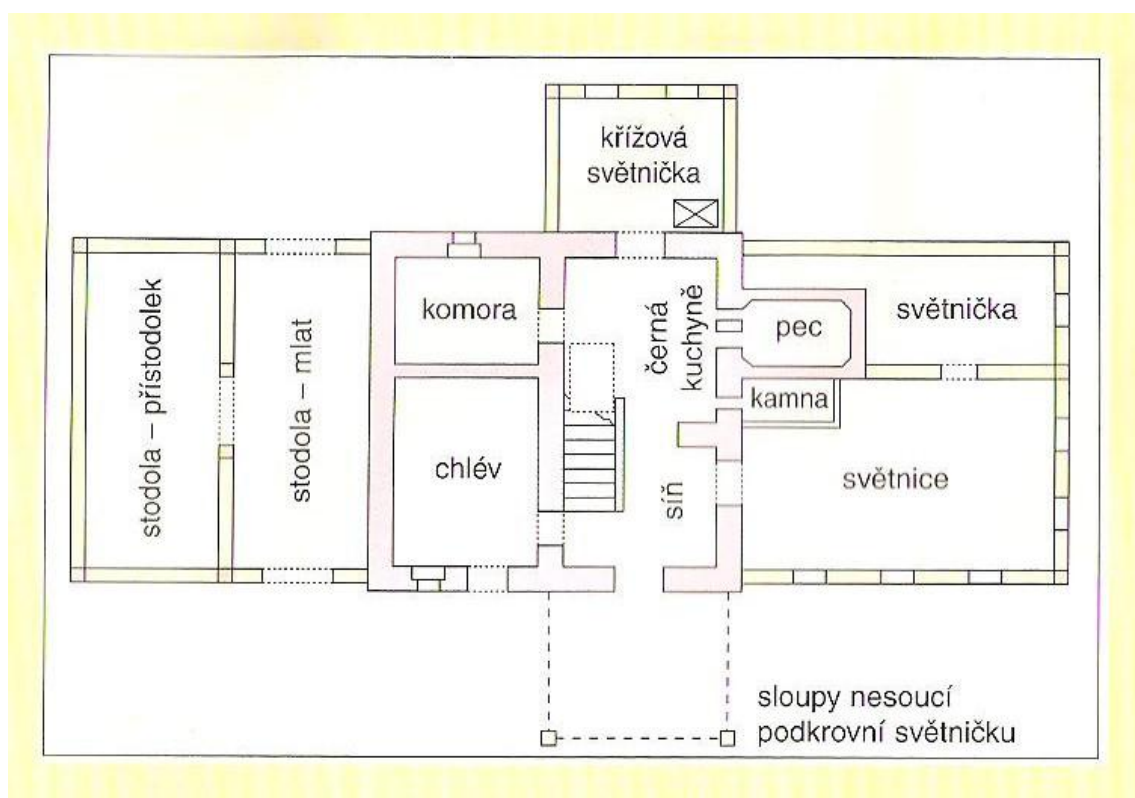 křížová
světnička
stodola – přístodolek
stodola – mlat
komora
černá
kuchyně
pec
světnička
kamna
chlév
síň
světnice
sloupy nesoucí
podkrovní světničku